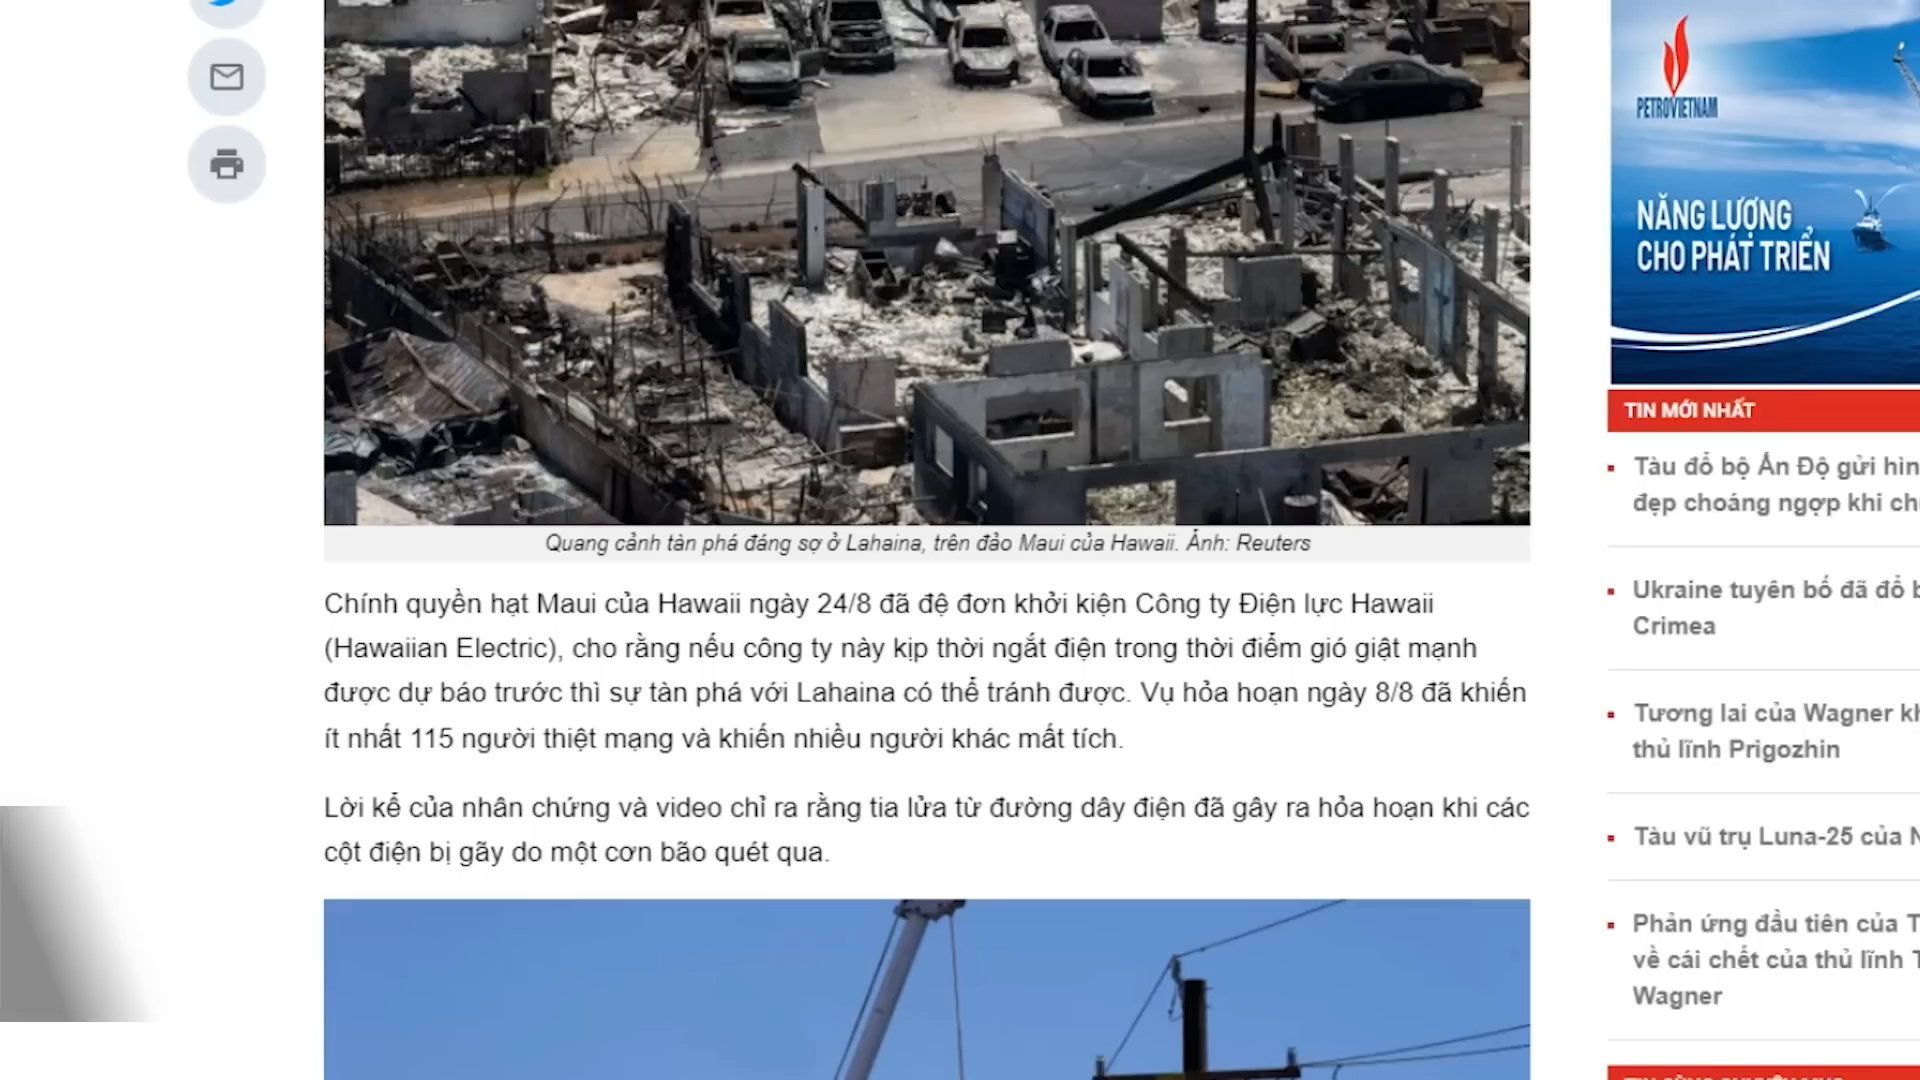 PETROVIETNAM
NĂNG LƯỢNG
CHO PHÁT TRIỂN
Quang cảnh tàn phá đáng sợ ở Lahaina, trên đảo Maui của Hawaii. Ảnh: Reuters
Chính quyền hạt Maui của Hawaii ngày 24/8 đã đệ đơn khởi kiện Công ty Điện lực Hawaii
(Hawaiian Electric), cho rằng nếu công ty này kịp thời ngắt điện trong thời điểm gió giật mạnh
được dự báo trước thì sự tàn phá với Lahaina có thể tránh được. Vụ hỏa hoạn ngày 8/8 đã khiến
ít nhất 115 người thiệt mạng và khiến nhiều người khác mất tích.
Lời kể của nhân chứng và video chỉ ra rằng tia lửa từ đường dây điện đã gây ra hỏa hoạn khi các
cột điện bị gãy do một cơn bão quét qua.
TIN MỚI NHẤT
Tàu đổ bộ Ấn Độ gửi
đẹp choáng ngợp khi
Ukraine tuyên bố đã đổ
Crimea
Tương lai của Wagner
thủ lĩnh Prigozhin
Tàu vũ trụ Luna-25 của
Phản ứng đầu tiên của
về cái chết của thủ lĩnh
Wagner